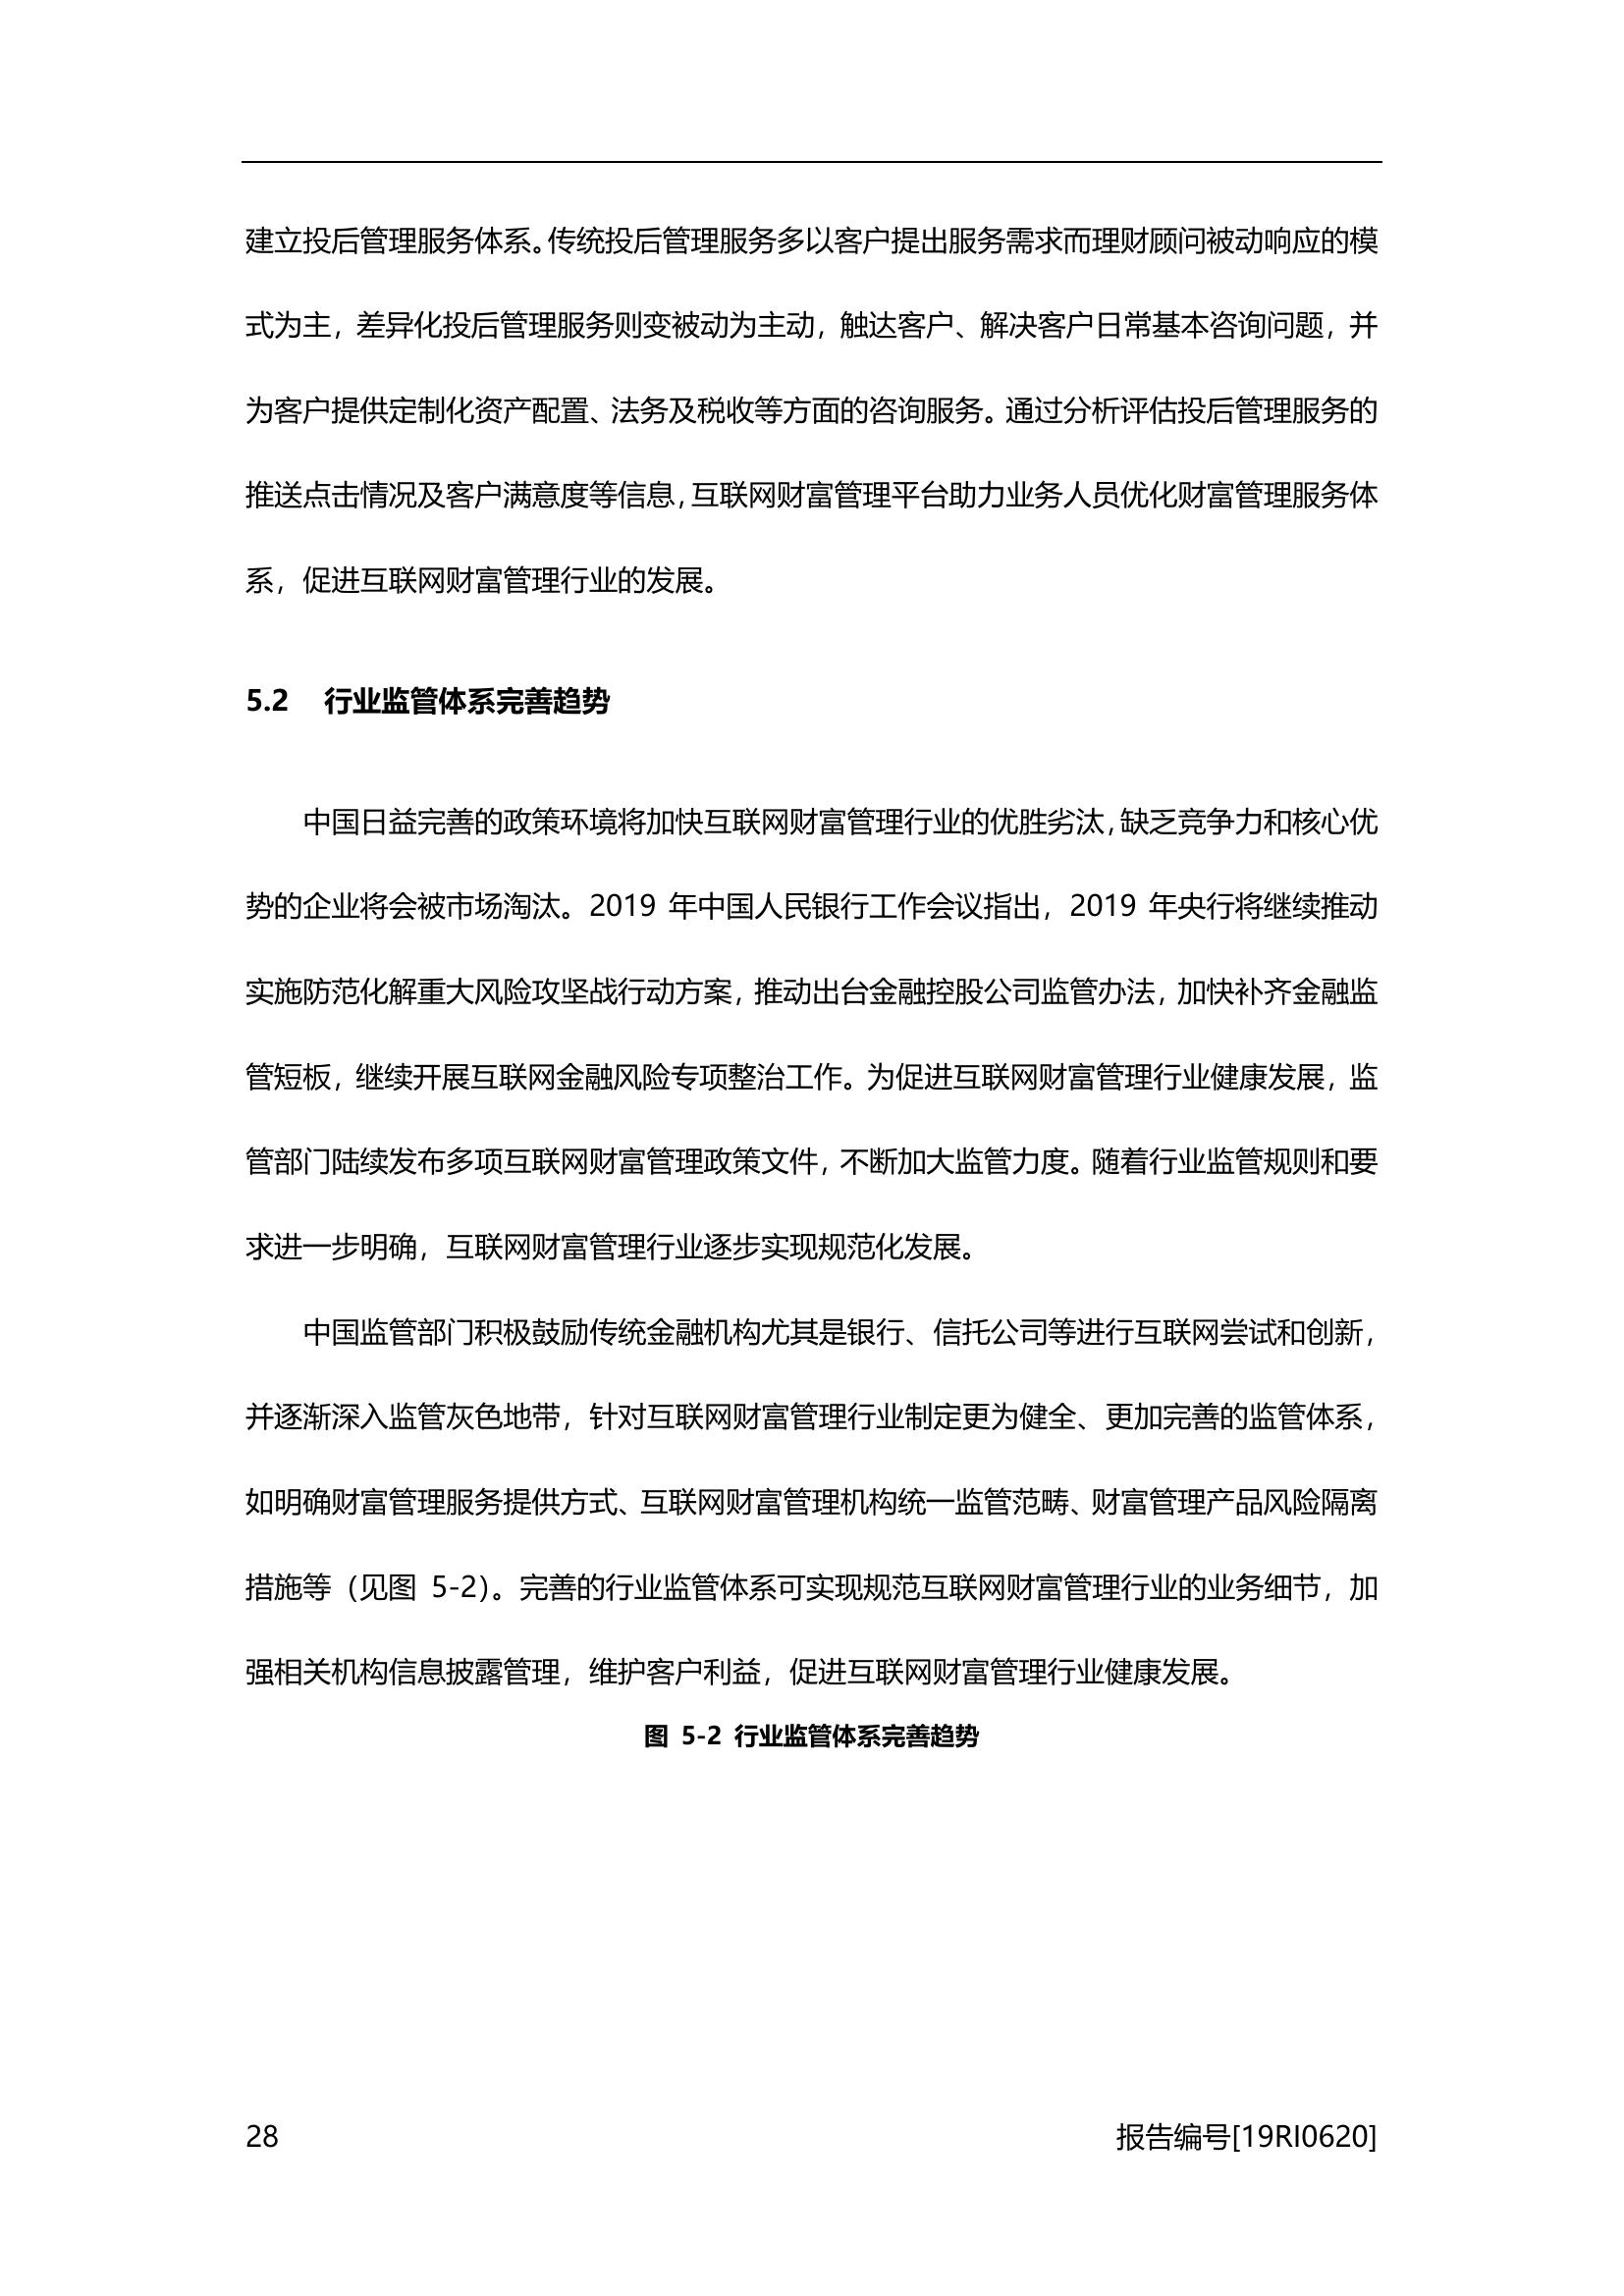 建立投后管理服务体系。传统投后管理服务多以客户提出服务需求而理财顾问被动响应的模
式为主，差异化投后管理服务则变被动为主动，触达客户、解决客户日常基本咨询问题，并
为客户提供定制化资产配置、法务及税收等方面的咨询服务。通过分析评估投后管理服务的
推送点击情况及客户满意度等信息，互联网财富管理平台助力业务人员优化财富管理服务体
系，促进互联网财富管理行业的发展。
5.2 行业监管体系完善趋势
中国日益完善的政策环境将加快互联网财富管理行业的优胜劣汰，缺乏竞争力和核心优
势的企业将会被市场淘汰。2019 年中国人民银行工作会议指出，2019 年央行将继续推动
实施防范化解重大风险攻坚战行动方案，推动出台金融控股公司监管办法，加快补齐金融监
管短板，继续开展互联网金融风险专项整治工作。为促进互联网财富管理行业健康发展，监
管部门陆续发布多项互联网财富管理政策文件，不断加大监管力度。随着行业监管规则和要
求进一步明确，互联网财富管理行业逐步实现规范化发展。
中国监管部门积极鼓励传统金融机构尤其是银行、信托公司等进行互联网尝试和创新，
并逐渐深入监管灰色地带，针对互联网财富管理行业制定更为健全、更加完善的监管体系，
如明确财富管理服务提供方式、互联网财富管理机构统一监管范畴、财富管理产品风险隔离
措施等（见图 5-2）。完善的行业监管体系可实现规范互联网财富管理行业的业务细节，加
强相关机构信息披露管理，维护客户利益，促进互联网财富管理行业健康发展。
图 5-2 行业监管体系完善趋势
28 报告编号[19RI0620]